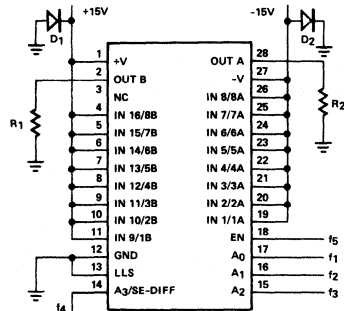 +15V
-15V
D1
D2
1 +V OUT A 28
2 OUT B -V 27
3 NC IN 8/8A 26
4 IN 16/8B IN 7/7A 25
5 IN 15/7B IN 6/6A 24
6 IN 14/6B IN 5/5A 23
7 IN 13/5B IN 4/4A 22
8 IN 12/4B IN 3/3A 21
9 IN 11/3B IN 2/2A 20
10 IN 10/2B IN 1/1A 19
11 IN 9/1B EN 18 f5
12 GND A0 17 f1
13 LLS A1 16 f2
14 A3/SE-DIFF A2 15 f3
R1
R2
f4